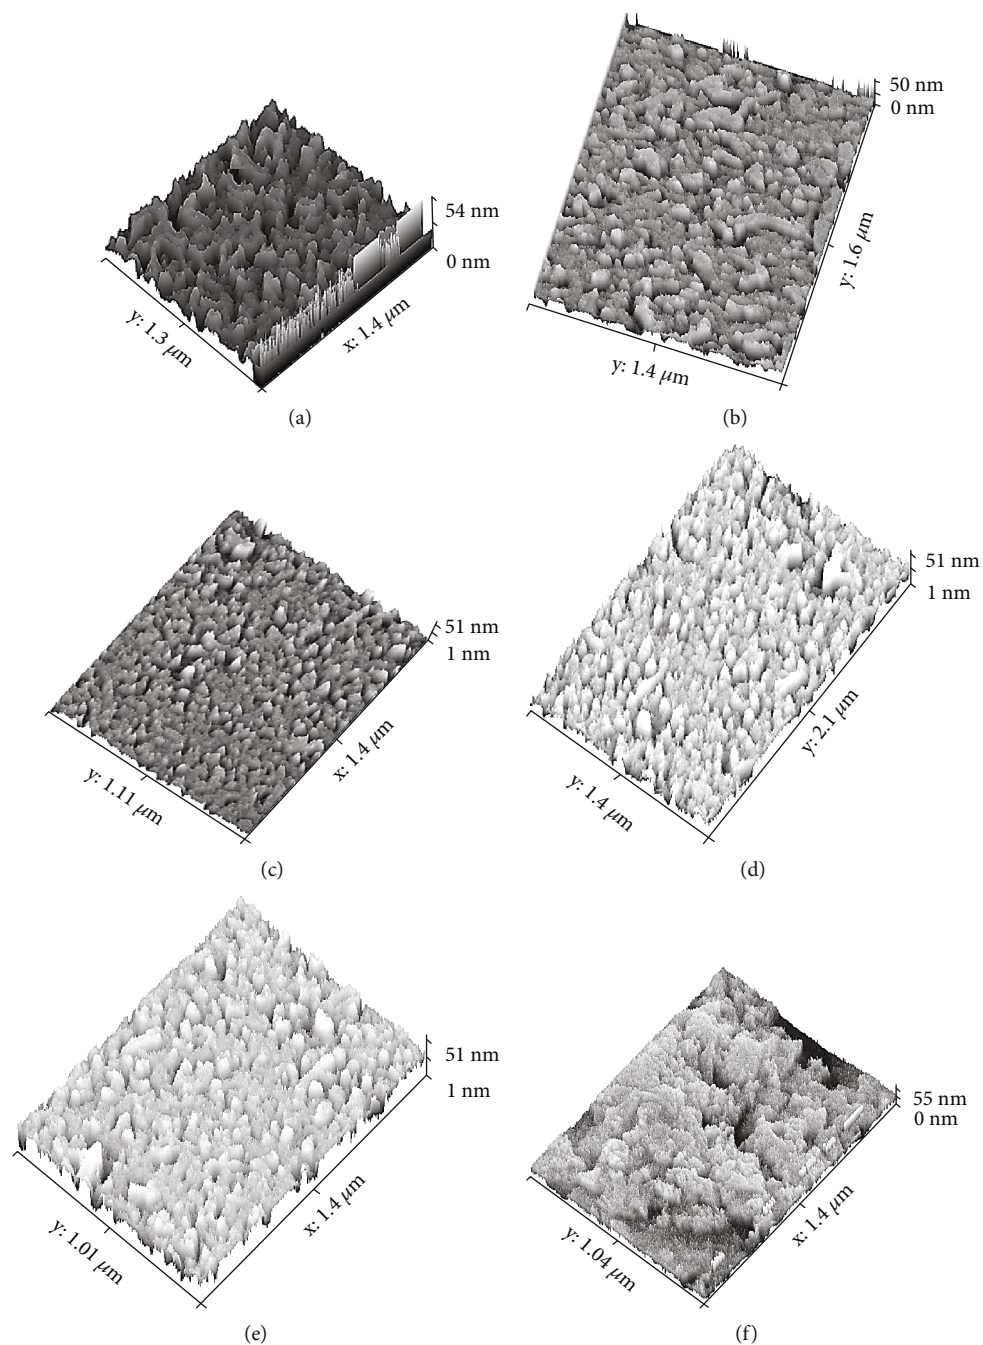 54 nm
0 nm
y: 1.3 μm
x: 1.4 μm
(a)
50 nm
0 nm
y: 1.6 μm
y: 1.4 μm
(b)
51 nm
1 nm
y: 1.11 μm
x: 1.4 μm
(c)
51 nm
1 nm
y: 1.4 μm
y: 2.1 μm
(d)
51 nm
1 nm
y: 1.01 μm
x: 1.4 μm
(e)
55 nm
0 nm
y: 1.04 μm
x: 1.4 μm
(f)